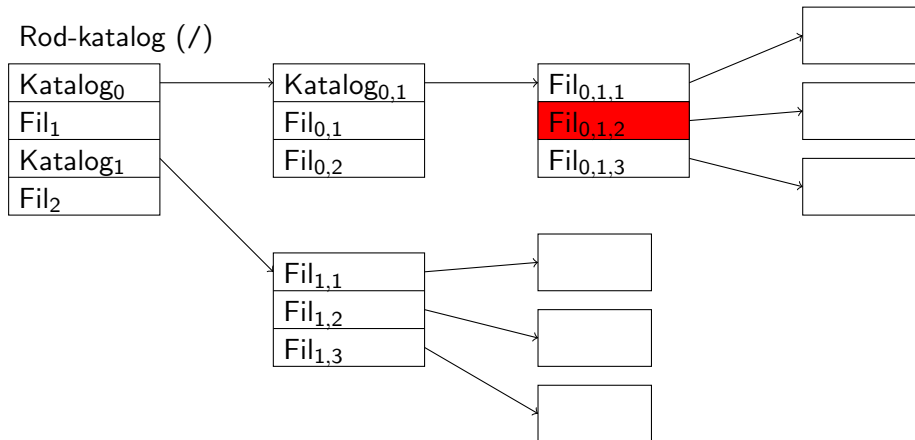 Rod-katalog (/)
Katalog₀
Fil₁
Katalog₁
Fil₂
Katalog₀,₁
Fil₀,₁
Fil₀,₂
Fil₀,₁,₁
Fil₀,₁,₂
Fil₀,₁,₃
Fil₁,₁
Fil₁,₂
Fil₁,₃